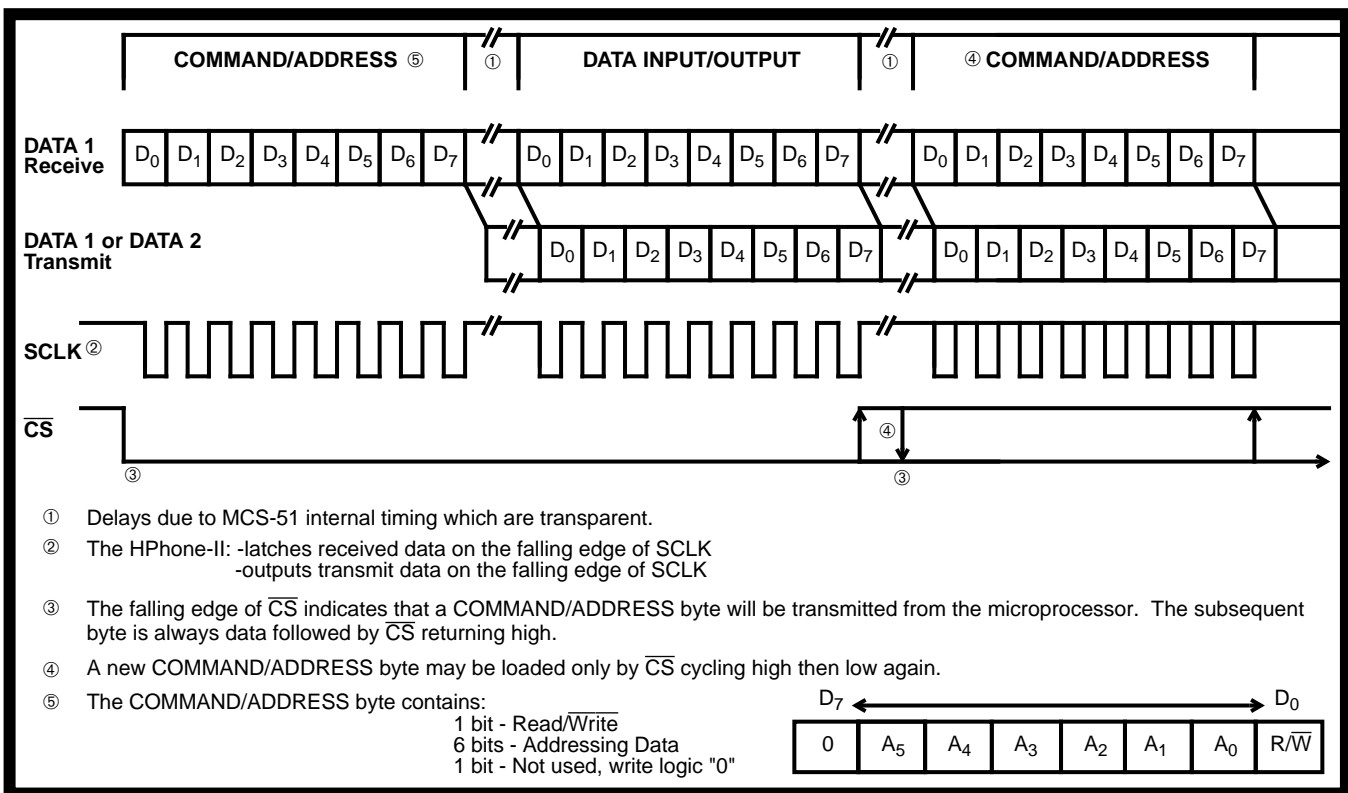 COMMAND/ADDRESS ⑤ ① DATA INPUT/OUTPUT ① ④ COMMAND/ADDRESS
DATA 1
Receive
D0 D1 D2 D3 D4 D5 D6 D7 D0 D1 D2 D3 D4 D5 D6 D7 D0 D1 D2 D3 D4 D5 D6 D7
DATA 1 or DATA 2
Transmit
D0 D1 D2 D3 D4 D5 D6 D7 D0 D1 D2 D3 D4 D5 D6 D7
SCLK ②
C̅S̅ ④
③ ③
① Delays due to MCS-51 internal timing which are transparent.
② The HPhone-II: -latches received data on the falling edge of SCLK
-outputs transmit data on the falling edge of SCLK
③ The falling edge of C̅S̅ indicates that a COMMAND/ADDRESS byte will be transmitted from the microprocessor. The subsequent
byte is always data followed by C̅S̅ returning high.
④ A new COMMAND/ADDRESS byte may be loaded only by C̅S̅ cycling high then low again.
⑤ The COMMAND/ADDRESS byte contains:
1 bit - Read/W̅r̅i̅t̅e̅
6 bits - Addressing Data
1 bit - Not used, write logic "0"
D7 D0
0 A5 A4 A3 A2 A1 A0 R/W̅